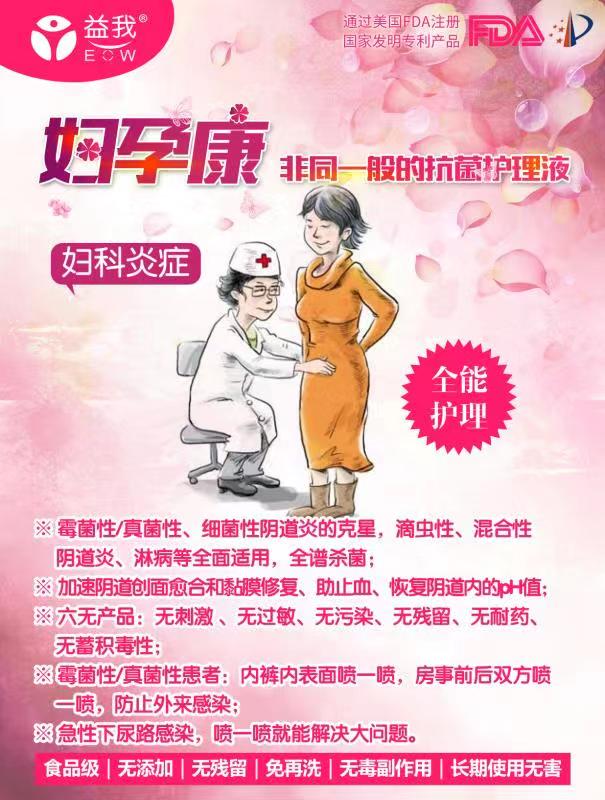 益我®
EOW
通过美国FDA注册
国家发明专利产品
FDA
妇孕康 非同一般的抗菌护理液
妇科炎症
全能
护理
※ 霉菌性/真菌性、细菌性阴道炎的克星，滴虫性、混合性
阴道炎、淋病等全面适用，全谱杀菌；
※ 加速阴道创面愈合和黏膜修复、助止血、恢复阴道内的pH值；
※ 六无产品：无刺激、无过敏、无污染、无残留、无耐药、
无蓄积毒性；
※ 霉菌性/真菌性患者：内裤内表面喷一喷，房事前后双方喷
一喷，防止外来感染；
※ 急性下尿路感染，喷一喷就能解决大问题。
食品级 | 无添加 | 无残留 | 免再洗 | 无毒副作用 | 长期使用无害